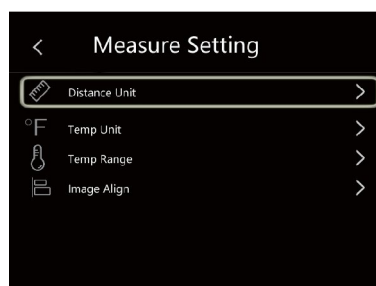 Measure Setting
Distance Unit
°F Temp Unit
Temp Range
Image Align